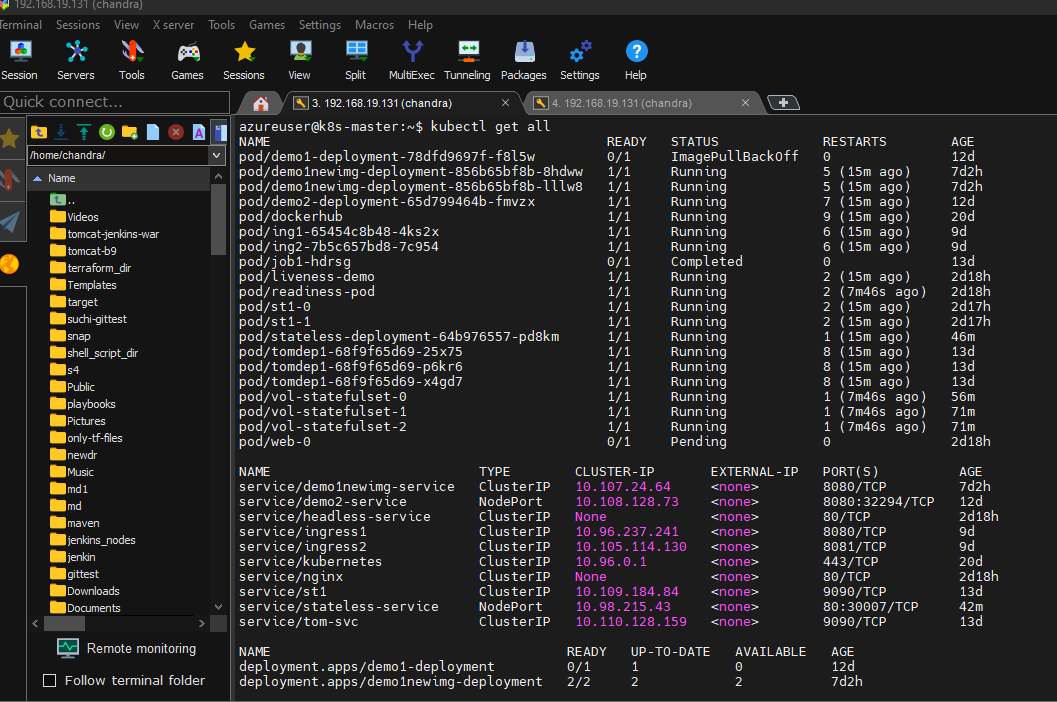 192.168.19.131 (chandra)
Terminal Sessions View X server Tools Games Settings Macros Help
Session Servers Tools Games Sessions View Split MultiExec Tunneling Packages Settings Help
Quick connect...
3. 192.168.19.131 (chandra)
4. 192.168.19.131 (chandra)
/home/chandra/
Name
..
Videos
tomcat-jenkins-war
tomcat-b9
terraform_dir
Templates
target
suchi-gittest
snap
shell_script_dir
s4
Public
playbooks
Pictures
only-tf-files
newdr
Music
md1
md
maven
jenkins_nodes
jenkin
gittest
Downloads
Documents
Remote monitoring
Follow terminal folder
azureuser@k8s-master:~$ kubectl get all
NAME READY STATUS RESTARTS AGE
pod/demo1-deployment-78dfd9697f-f8l5w 0/1 ImagePullBackOff 0 12d
pod/demo1newimg-deployment-856b65bf8b-8hdww 1/1 Running 5 (15m ago) 7d2h
pod/demo1newimg-deployment-856b65bf8b-lllw8 1/1 Running 5 (15m ago) 7d2h
pod/demo2-deployment-65d799464b-fmvzx 1/1 Running 7 (15m ago) 12d
pod/dockerhub 1/1 Running 9 (15m ago) 20d
pod/ing1-65454c8b48-4ks2x 1/1 Running 6 (15m ago) 9d
pod/ing2-7b5c657bd8-7c954 1/1 Running 6 (15m ago) 9d
pod/job1-hdrsg 0/1 Completed 0 13d
pod/liveness-demo 1/1 Running 2 (15m ago) 2d18h
pod/readiness-pod 1/1 Running 2 (7m46s ago) 2d18h
pod/st1-0 1/1 Running 2 (15m ago) 2d17h
pod/st1-1 1/1 Running 2 (15m ago) 2d17h
pod/stateless-deployment-64b976557-pd8km 1/1 Running 1 (15m ago) 46m
pod/tomdep1-68f9f65d69-25x75 1/1 Running 8 (15m ago) 13d
pod/tomdep1-68f9f65d69-p6kr6 1/1 Running 8 (15m ago) 13d
pod/tomdep1-68f9f65d69-x4gd7 1/1 Running 8 (15m ago) 13d
pod/vol-statefulset-0 1/1 Running 1 (7m46s ago) 56m
pod/vol-statefulset-1 1/1 Running 1 (7m46s ago) 71m
pod/vol-statefulset-2 1/1 Running 1 (7m46s ago) 71m
pod/web-0 0/1 Pending 0 2d18h
NAME TYPE CLUSTER-IP EXTERNAL-IP PORT(S) AGE
service/demo1newimg-service ClusterIP 10.107.24.64 <none> 8080/TCP 7d2h
service/demo2-service NodePort 10.108.128.73 <none> 8080:32294/TCP 12d
service/headless-service ClusterIP None <none> 80/TCP 2d18h
service/ingress1 ClusterIP 10.96.237.241 <none> 8080/TCP 9d
service/ingress2 ClusterIP 10.105.114.130 <none> 8081/TCP 9d
service/kubernetes ClusterIP 10.96.0.1 <none> 443/TCP 20d
service/nginx ClusterIP None <none> 80/TCP 2d18h
service/st1 ClusterIP 10.109.184.84 <none> 9090/TCP 13d
service/stateless-service NodePort 10.98.215.43 <none> 80:30007/TCP 42m
service/tom-svc ClusterIP 10.110.128.159 <none> 9090/TCP 13d
NAME READY UP-TO-DATE AVAILABLE AGE
deployment.apps/demo1-deployment 0/1 1 0 12d
deployment.apps/demo1newimg-deployment 2/2 2 2 7d2h